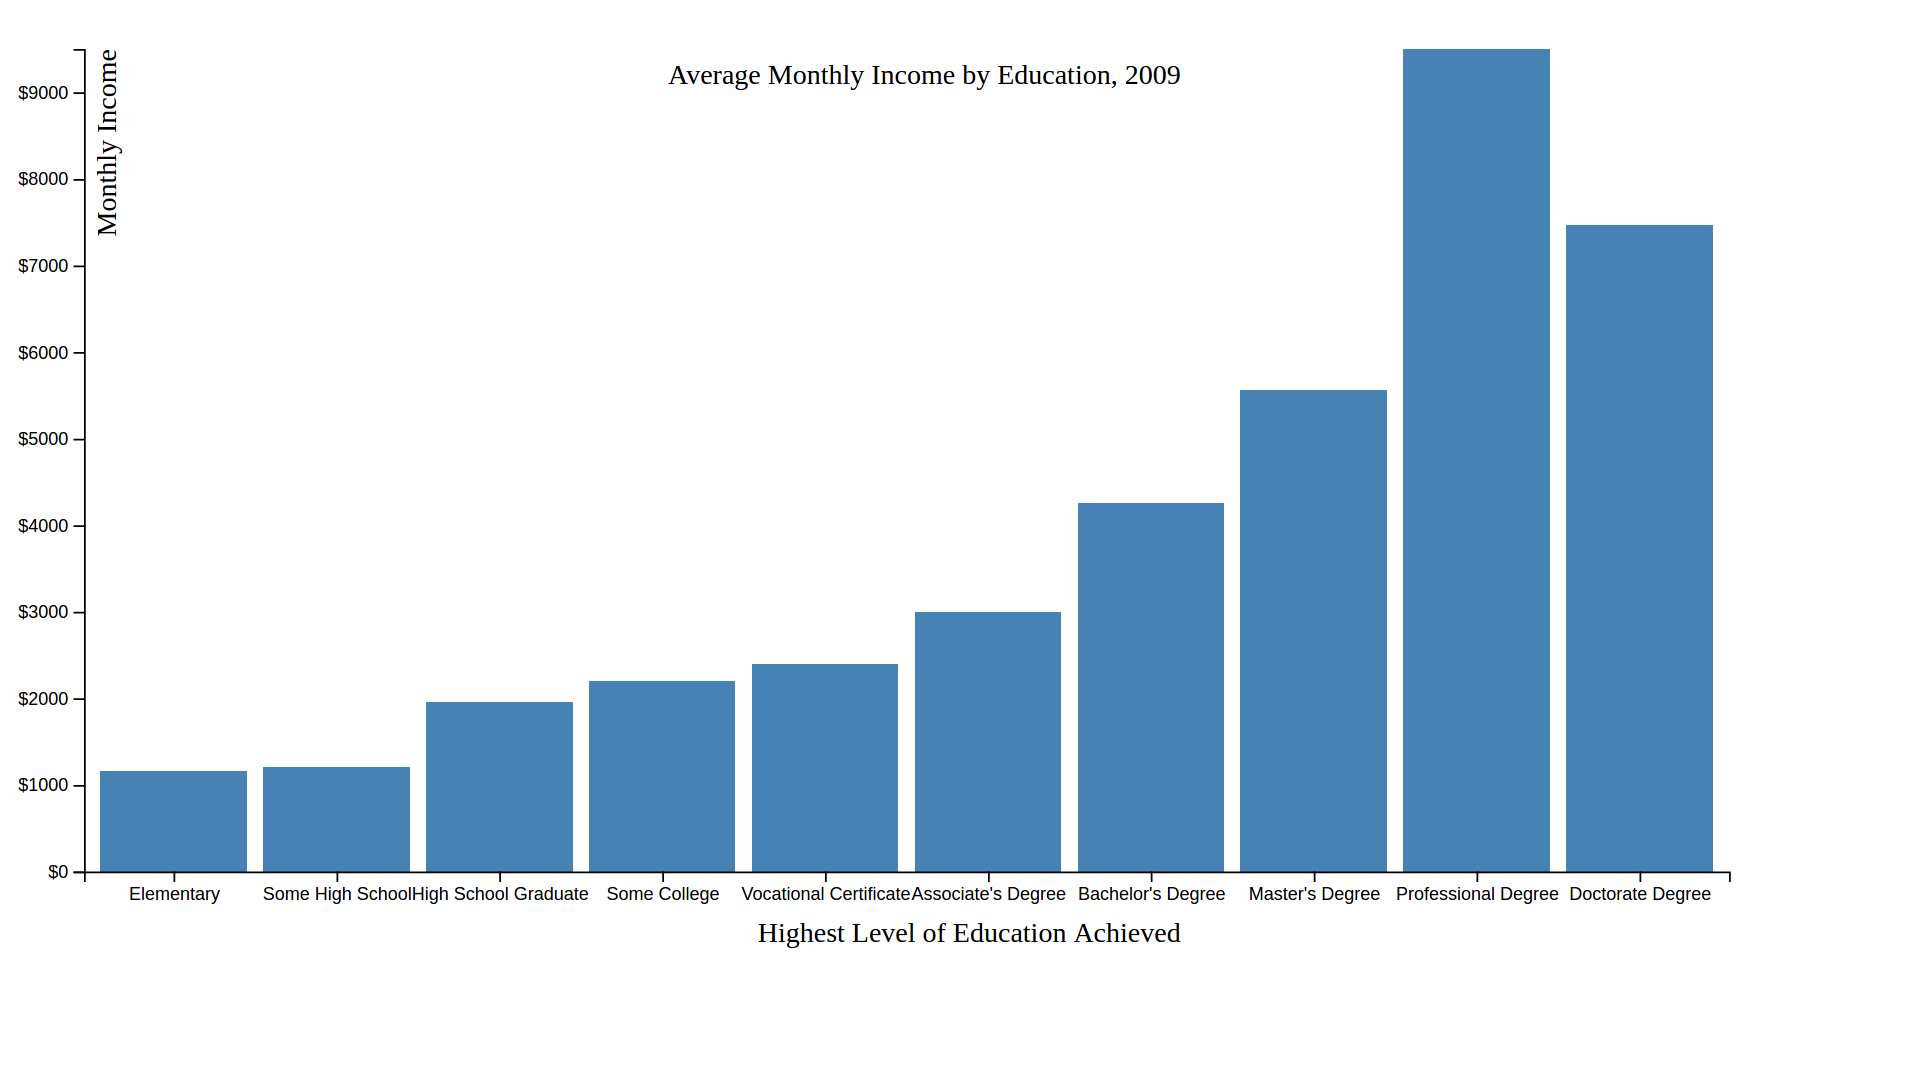 Average Monthly Income by Education, 2009
Monthly Income
$9000
$8000
$7000
$6000
$5000
$4000
$3000
$2000
$1000
$0
Elementary
Some High School
High School Graduate
Some College
Vocational Certificate
Associate's Degree
Bachelor's Degree
Master's Degree
Professional Degree
Doctorate Degree
Highest Level of Education Achieved